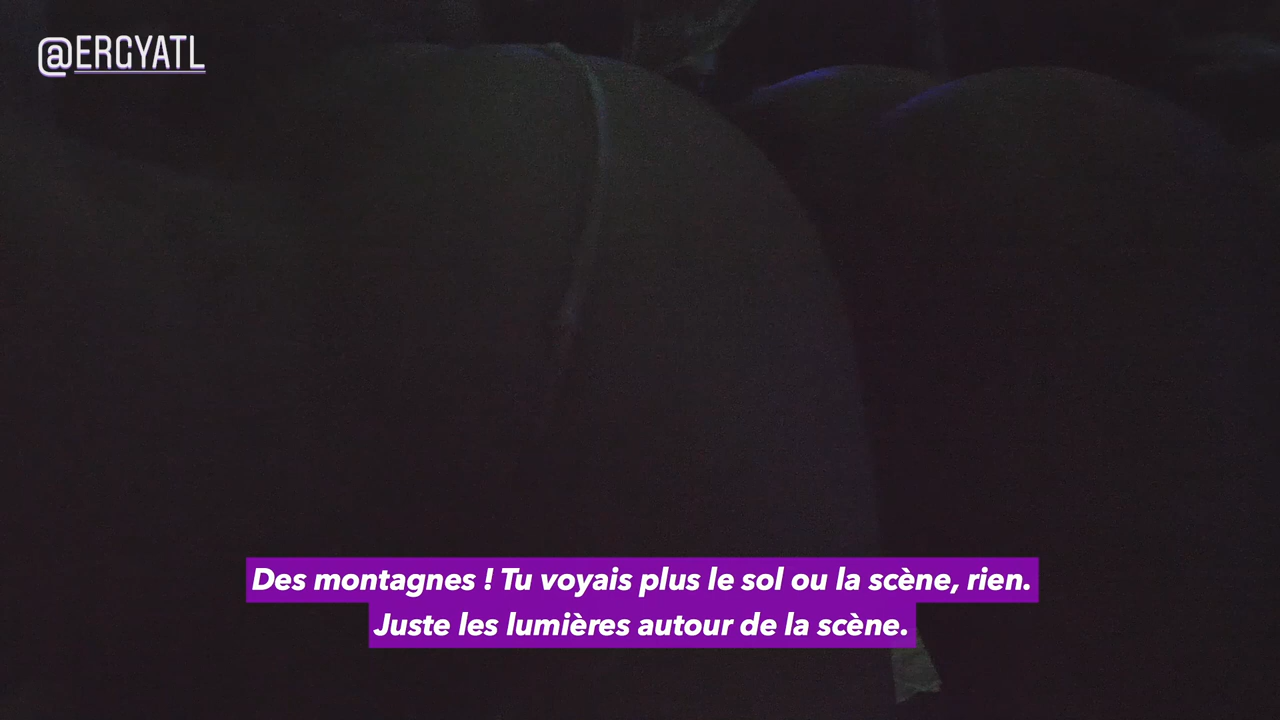 @ERGYATL
Des montagnes ! Tu voyais plus le sol ou la scène, rien.
Juste les lumières autour de la scène.